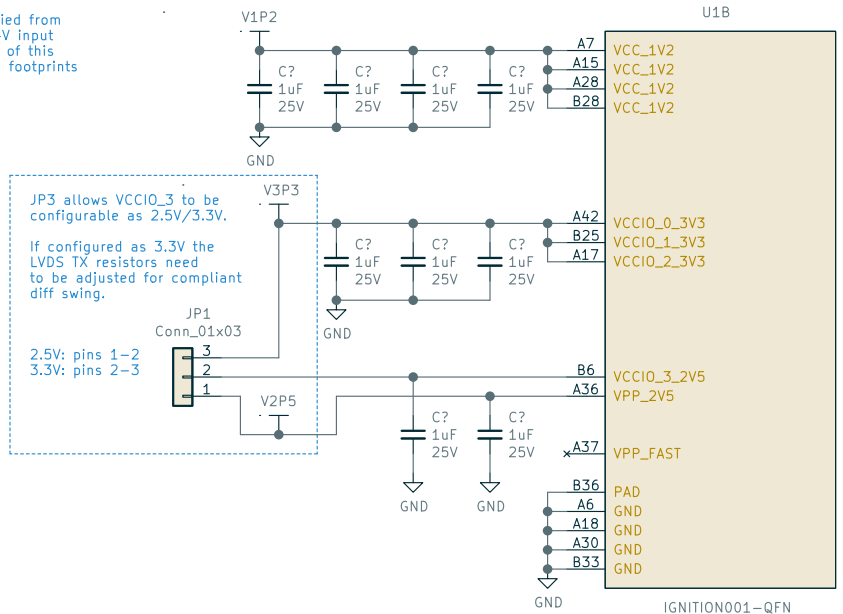 ied from
V input
of this
footprints
V1P2
C?
1uF
25V
C?
1uF
25V
C?
1uF
25V
C?
1uF
25V
GND
U1B
A7 VCC_1V2
A15 VCC_1V2
A28 VCC_1V2
B28 VCC_1V2
JP3 allows VCCIO_3 to be
configurable as 2.5V/3.3V.
If configured as 3.3V the
LVDS TX resistors need
to be adjusted for compliant
diff swing.
V3P3
C?
1uF
25V
C?
1uF
25V
C?
1uF
25V
GND
A42 VCCIO_0_3V3
B25 VCCIO_1_3V3
A17 VCCIO_2_3V3
JP1
Conn_01x03
2.5V: pins 1-2
3.3V: pins 2-3
3
2
1
V2P5
C?
1uF
25V
C?
1uF
25V
GND
GND
B6 VCCIO_3_2V5
A36 VPP_2V5
A37 VPP_FAST
B36 PAD
A6 GND
A18 GND
A30 GND
B33 GND
GND
IGNITION001-QFN